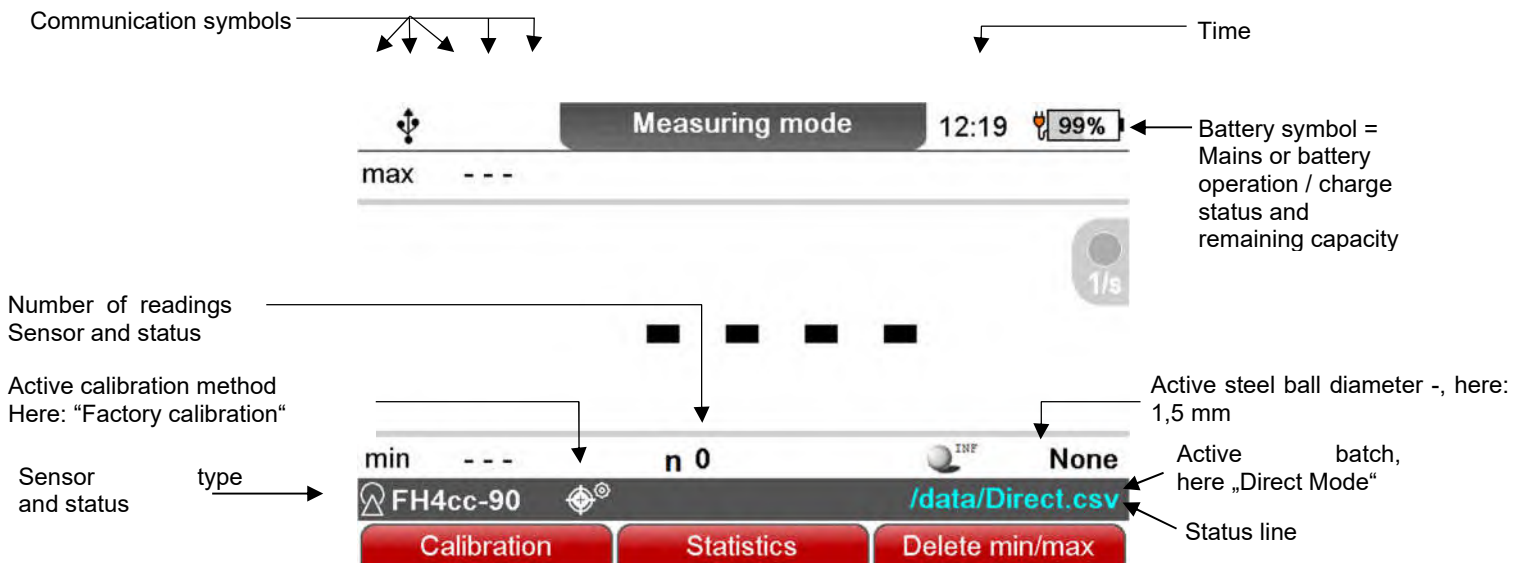 Communication symbols
Time
Measuring mode
12:19
99%
Battery symbol =
Mains or battery
operation / charge
status and
remaining capacity
max - - -
1/s
Number of readings
Sensor and status
- - - -
Active calibration method
Here: “Factory calibration“
Active steel ball diameter -, here:
1,5 mm
min - - -
n 0
INF
None
Sensor type
and status
FH4cc-90
/data/Direct.csv
Active batch,
here „Direct Mode“
Status line
Calibration
Statistics
Delete min/max